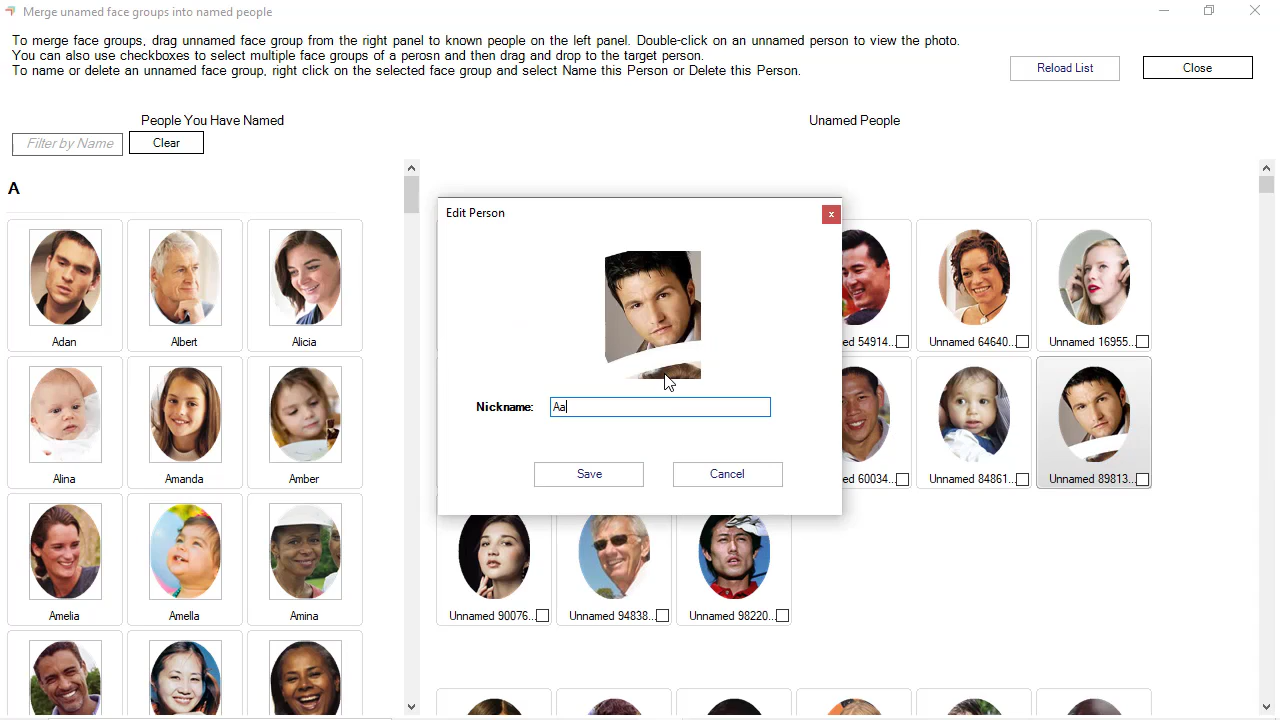 Merge unamed face groups into named people
To merge face groups, drag unnamed face group from the right panel to known people on the left panel. Double-click on an unnamed person to view the photo.
You can also use checkboxes to select multiple face groups of a perosn and then drag and drop to the target person.
To name or delete an unnamed face group, right click on the selected face group and select Name this Person or Delete this Person.
Reload List
Close
People You Have Named
Unamed People
Filter by Name
Clear
A
Adan
Albert
Alicia
Alina
Amanda
Amber
Amelia
Amella
Amina
Edit Person
x
Nickname:
Aa
Save
Cancel
ed 54914...
Unnamed 64640...
Unnamed 16955...
ed 60034...
Unnamed 84861...
Unnamed 89813...
Unnamed 90076...
Unnamed 94838...
Unnamed 98220...